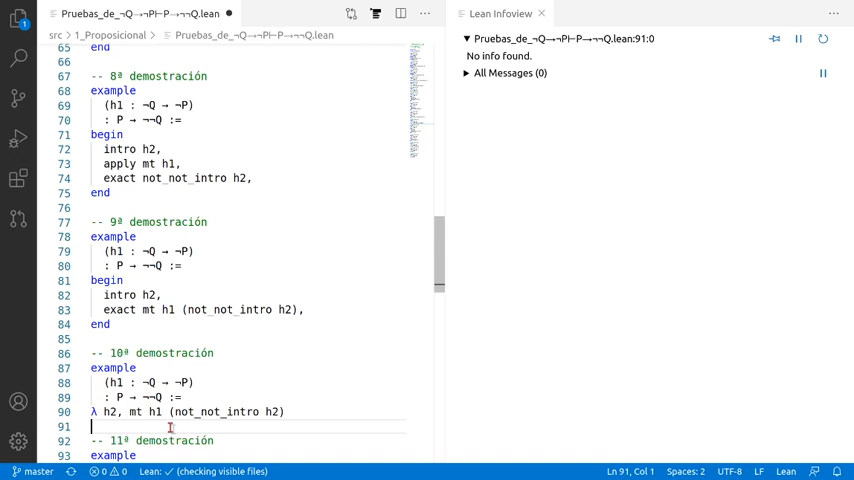 Pruebas_de_¬Q→¬P⊢P→¬¬Q.lean ●
src > 1_Proposicional > Pruebas_de_¬Q→¬P⊢P→¬¬Q.lean
65 end
66
67 -- 8ª demostración
68 example
69 (h1 : ¬Q → ¬P)
70 : P → ¬¬Q :=
71 begin
72 intro h2,
73 apply mt h1,
74 exact not_not_intro h2,
75 end
76
77 -- 9ª demostración
78 example
79 (h1 : ¬Q → ¬P)
80 : P → ¬¬Q :=
81 begin
82 intro h2,
83 exact mt h1 (not_not_intro h2),
84 end
85
86 -- 10ª demostración
87 example
88 (h1 : ¬Q → ¬P)
89 : P → ¬¬Q :=
90 λ h2, mt h1 (not_not_intro h2)
91
92 -- 11ª demostración
93 example
Lean Infoview
Pruebas_de_¬Q→¬P⊢P→¬¬Q.lean:91:0
No info found.
All Messages (0)
1
master 0 0 Lean: ✓ (checking visible files) Ln 91, Col 1 Spaces: 2 UTF-8 LF Lean